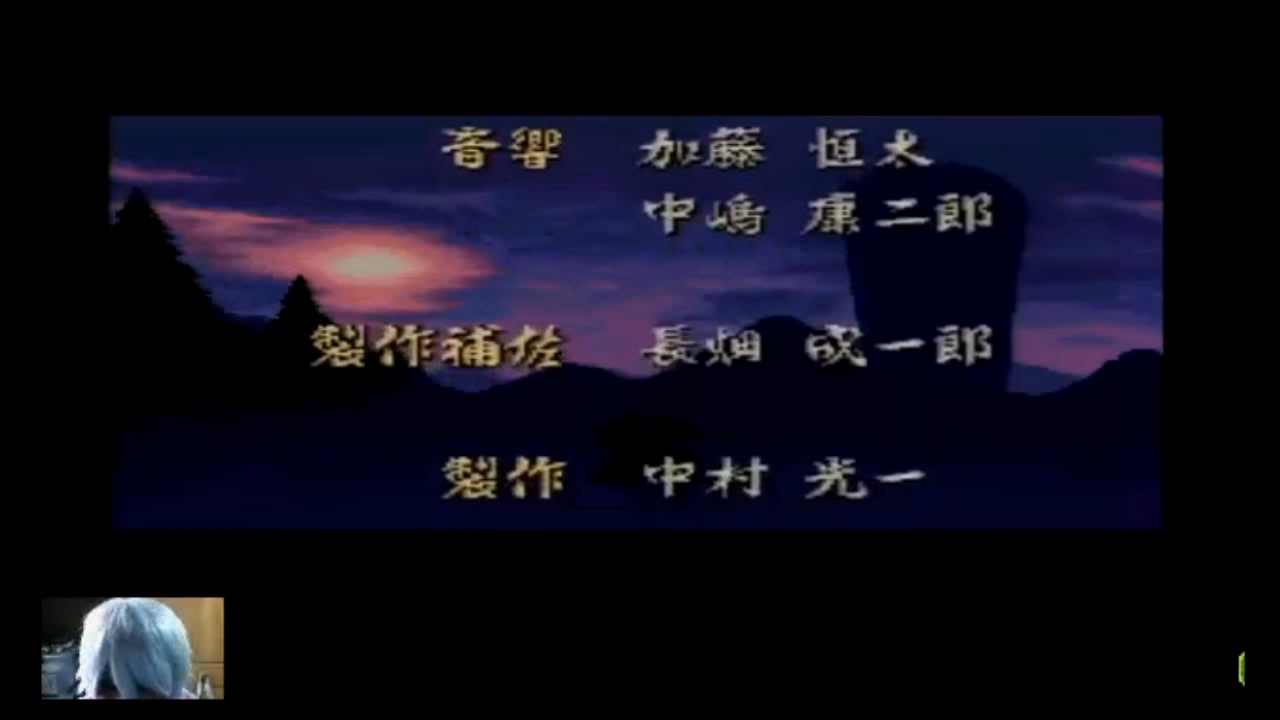 音響 加藤 恒太
中嶋 康二郎
製作補佐 長畑 成一郎
製作 中村 光一